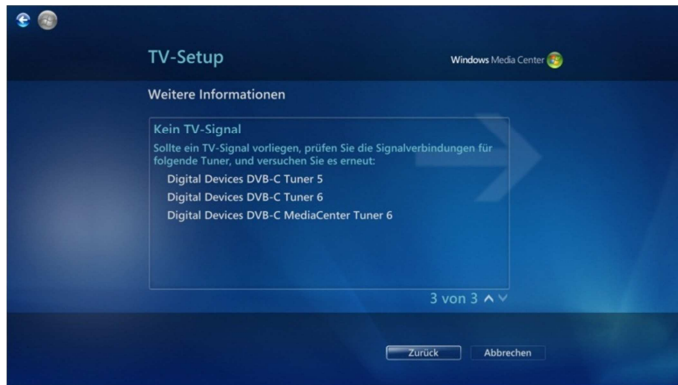 TV-Setup
Windows Media Center
Weitere Informationen
Kein TV-Signal
Sollte ein TV-Signal vorliegen, prüfen Sie die Signalverbindungen für
folgende Tuner, und versuchen Sie es erneut:
Digital Devices DVB-C Tuner 5
Digital Devices DVB-C Tuner 6
Digital Devices DVB-C MediaCenter Tuner 6
3 von 3
Zurück
Abbrechen